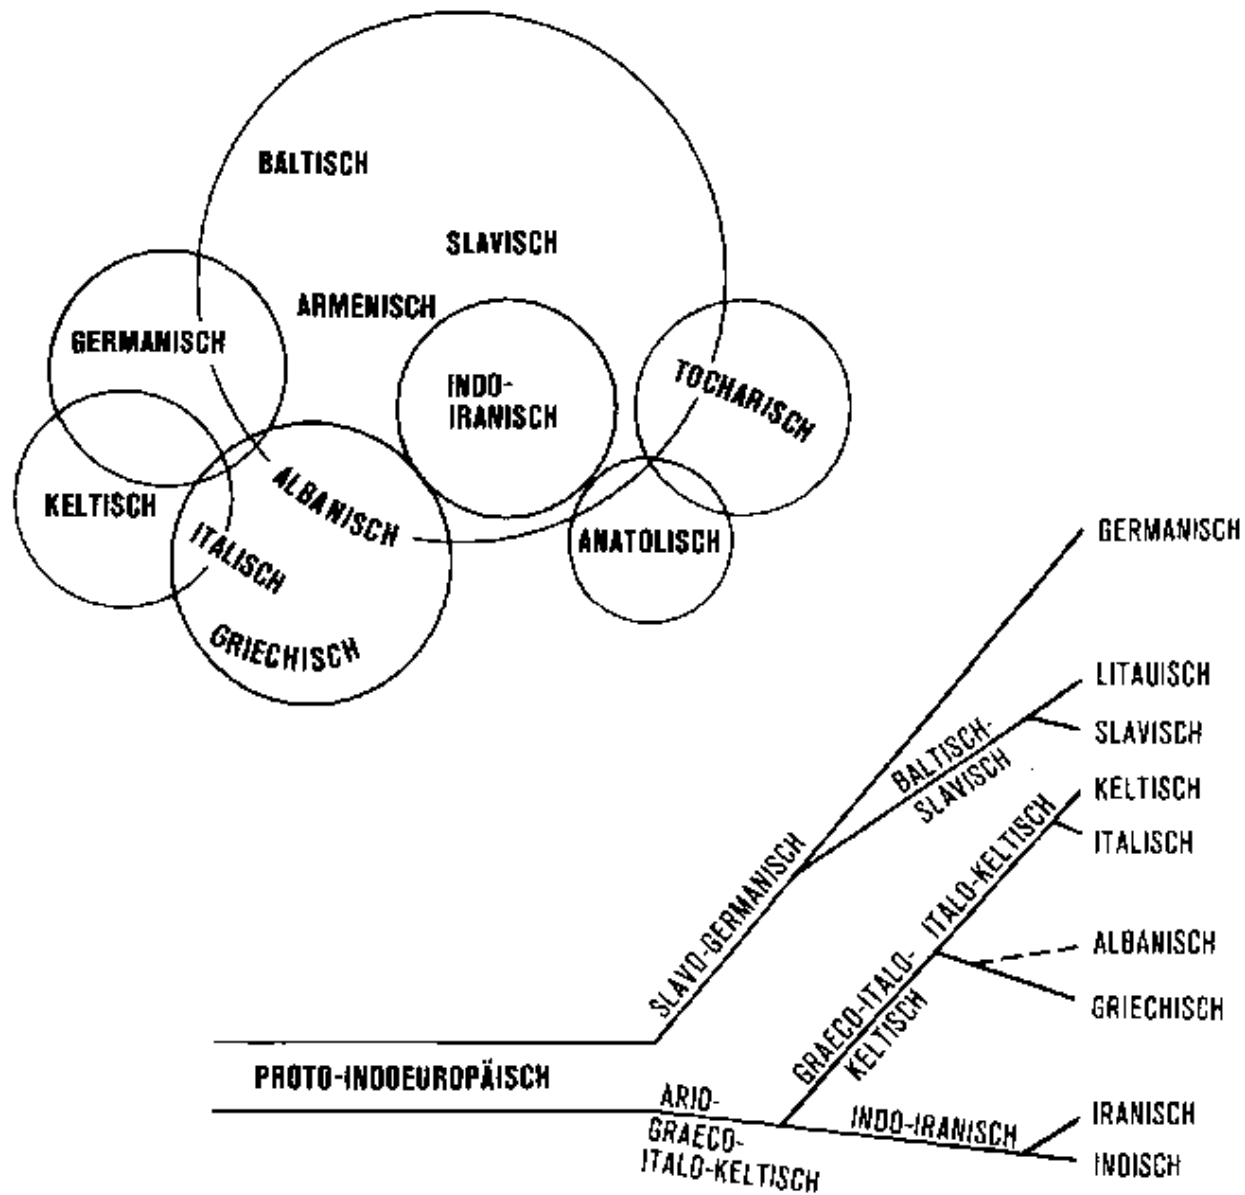 BALTISCH
SLAVISCH
ARMENISCH
GERMANISCH
INDO-
IRANISCH
TOCHARISCH
KELTISCH
ALBANISCH
ITALISCH
ANATOLISCH
GRIECHISCH
GERMANISCH
LITAUISCH
SLAVISCH
BALTISCH-
SLAVISCH
KELTISCH
ITALISCH
SLAVO-GERMANISCH
ITALO-KELTISCH
ALBANISCH
GRIECHISCH
GRAECO-ITALO-
KELTISCH
PROTO-INDOEUROPÄISCH
ARIO-
GRAECO-
ITALO-KELTISCH
INDO-IRANISCH
IRANISCH
INDISCH